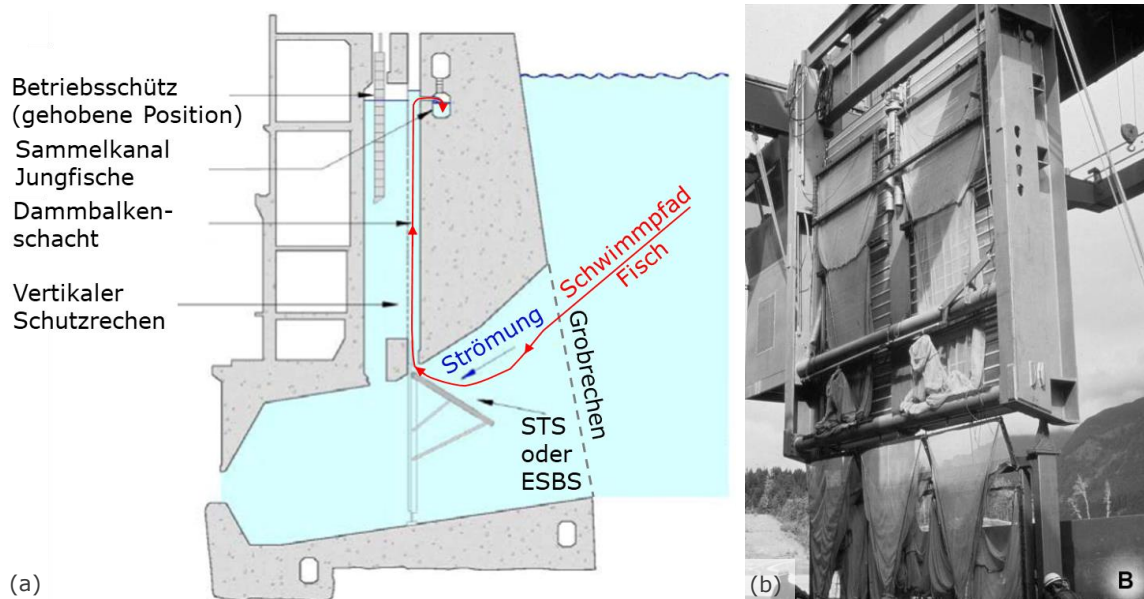 Betriebsschütz
(gehobene Position)
Sammelkanal
Jungfische
Dammbalken-
schacht
Vertikaler
Schutzrechen
Schwimmpfad
Fisch
Strömung
Grobrechen
STS
oder
ESBS
(a)
(b)
B